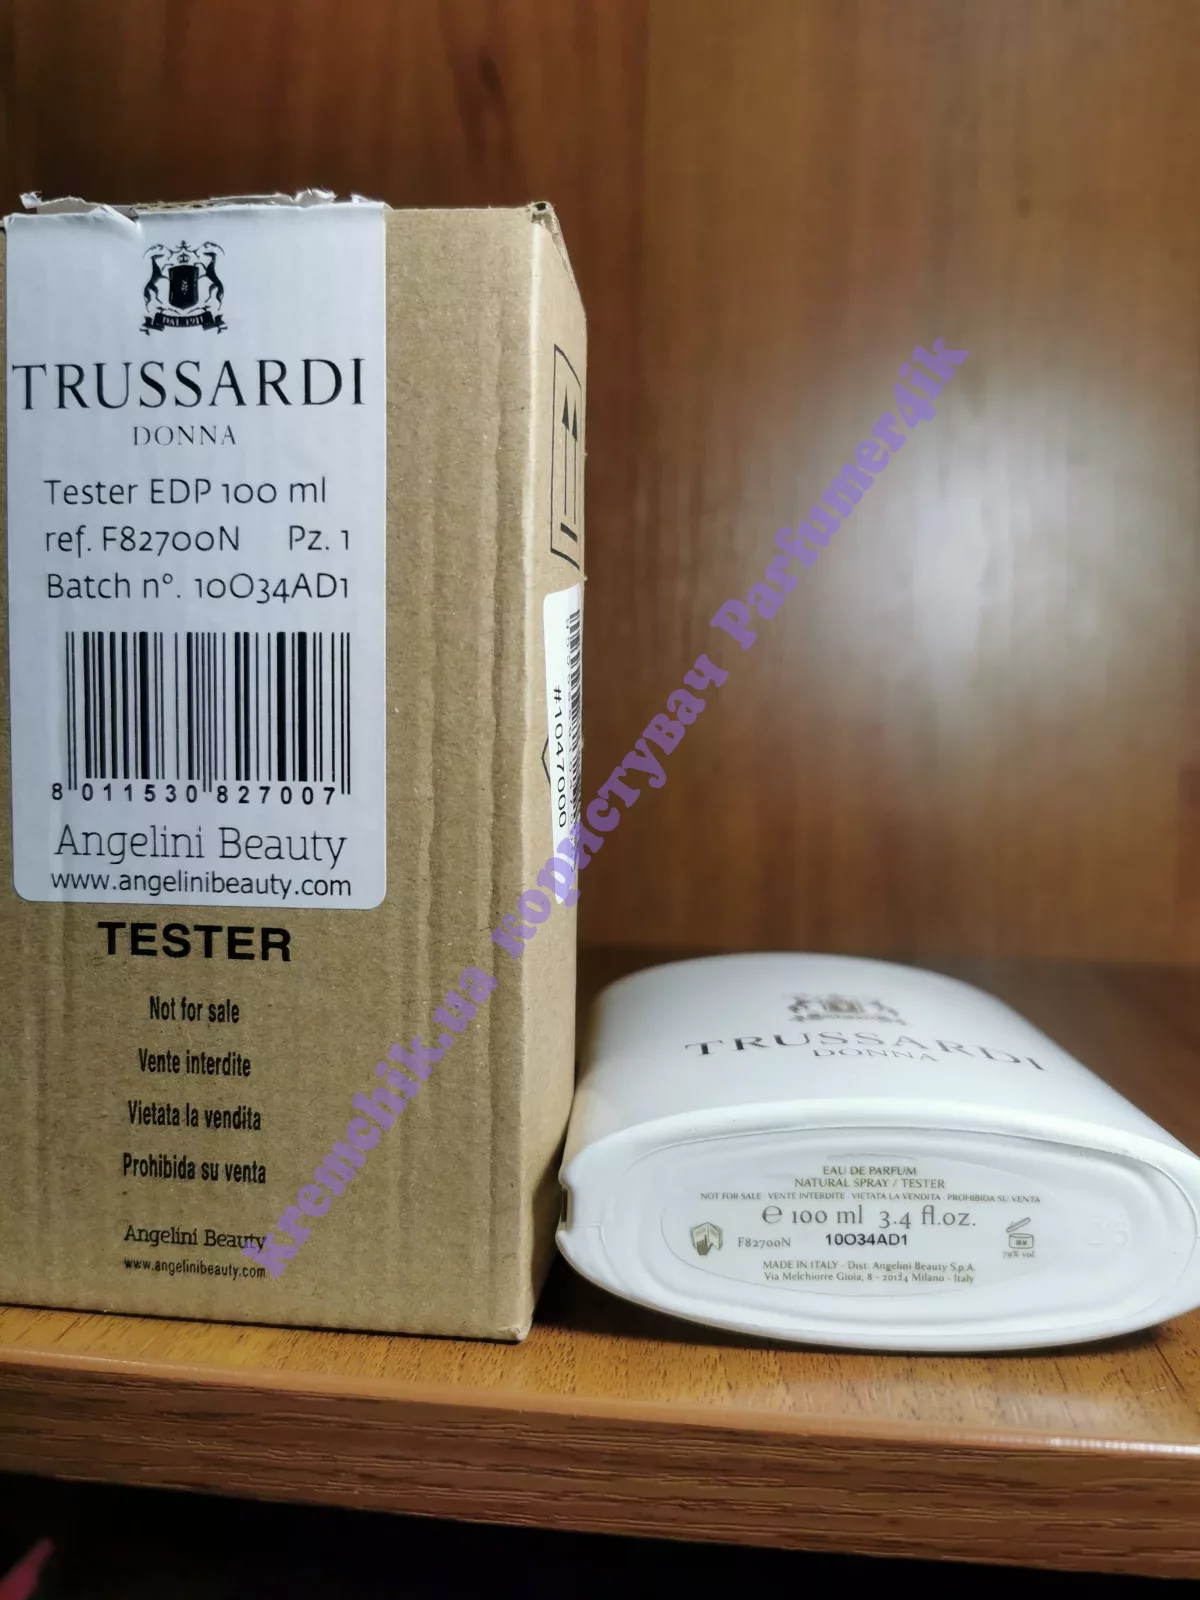 DAL 1911
TRUSSARDI
DONNA
Tester EDP 100 ml
ref. F82700N Pz. 1
Batch n°. 10O34AD1
8 011530 827007
Angelini Beauty
www.angelinibeauty.com
TESTER
Not for sale
Vente interdite
Vietata la vendita
Prohibida su venta
Angelini Beauty
www.angelinibeauty.com
#1047000
kremchik.ua користувач Parfumer4ik
TRUSSARDI
DONNA
EAU DE PARFUM
NATURAL SPRAY / TESTER
NOT FOR SALE VENTE INTERDITE - VIETATA LA VENDITA PROHIBIDA SU VENTA
℮ 100 ml 3.4 fl.oz.
F82700N 10O34AD1
79% vol.
MADE IN ITALY - Dist. Angelini Beauty S.p.A.
Via Melchiorre Gioia, 8 - 20124 Milano - Italy